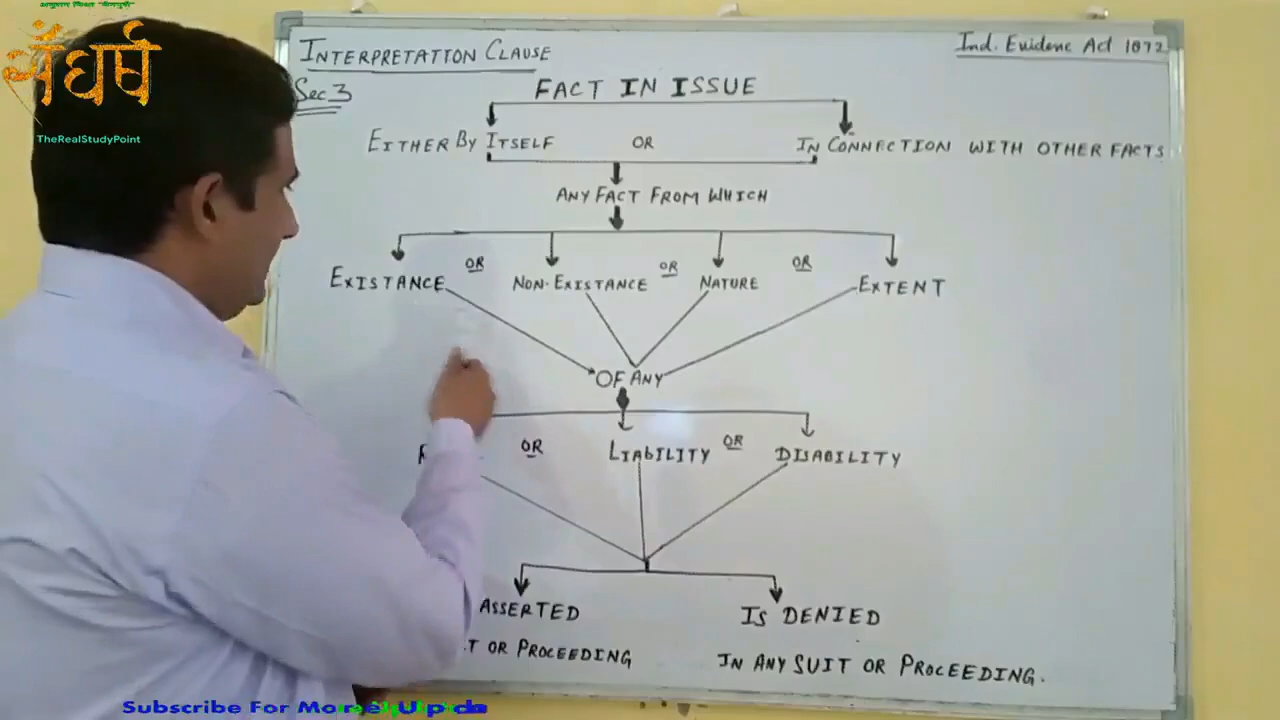 संघर्ष
TheRealStudyPoint
INTERPRETATION CLAUSE
Ind. Evidenc Act 1872
Sec 3
FACT IN ISSUE
EITHER BY ITSELF OR IN CONNECTION WITH OTHER FACTS
ANY FACT FROM WHICH
EXISTANCE OR NON-EXISTANCE OR NATURE OR EXTENT
OF ANY
OR LIABILITY OR DISABILITY
ASSERTED IS DENIED
OR PROCEEDING IN ANY SUIT OR PROCEEDING.
Subscribe For More